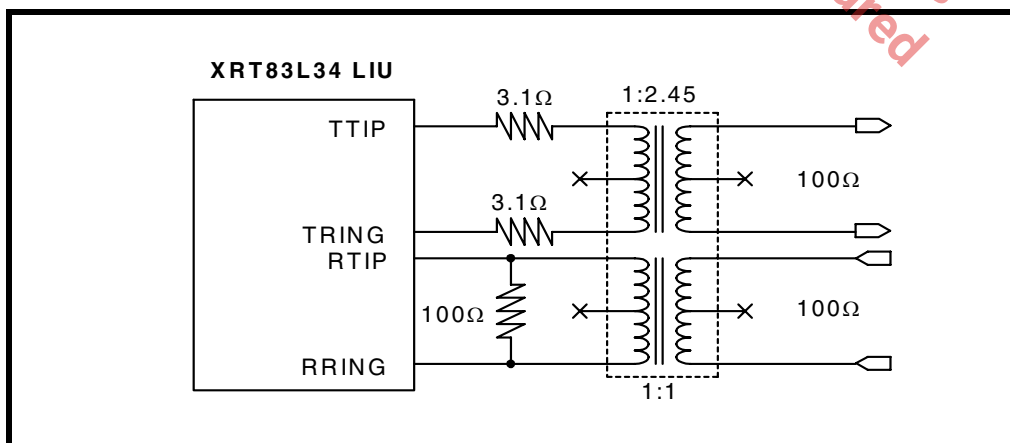 XRT83L34 LIU
1:2.45
3.1Ω
TTIP
100Ω
3.1Ω
TRING
RTIP
100Ω
100Ω
RRING
1:1